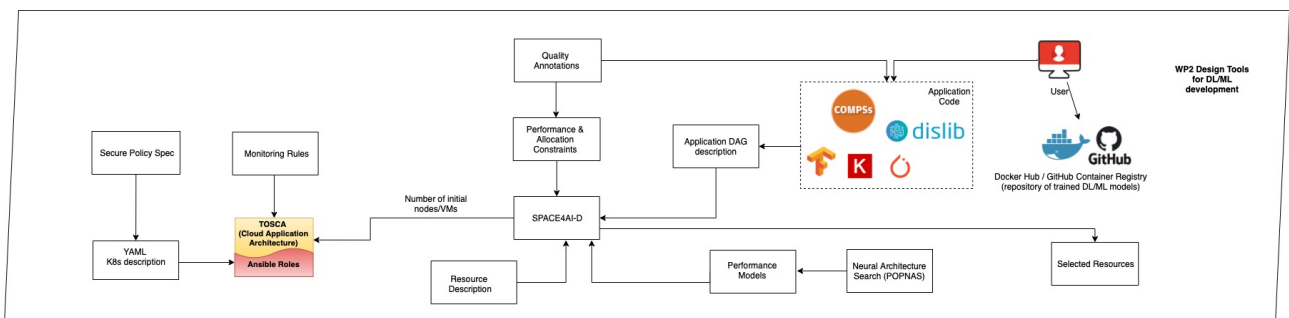 Quality
Annotations
Application
Code
COMPSs
dislib
User
WP2 Design Tools
for DL/ML
development
GitHub
Docker Hub / GitHub Container Registry
(repository of trained DL/ML models)
Secure Policy Spec
Monitoring Rules
Performance &
Allocation
Constraints
Application DAG
description
K
Number of initial
nodes/VMs
SPACE4AI-D
TOSCA
(Cloud Application
Architecture)
Ansible Roles
YAML
K8s description
Resource
Description
Performance
Models
Neural Architecture
Search (POPNAS)
Selected Resources